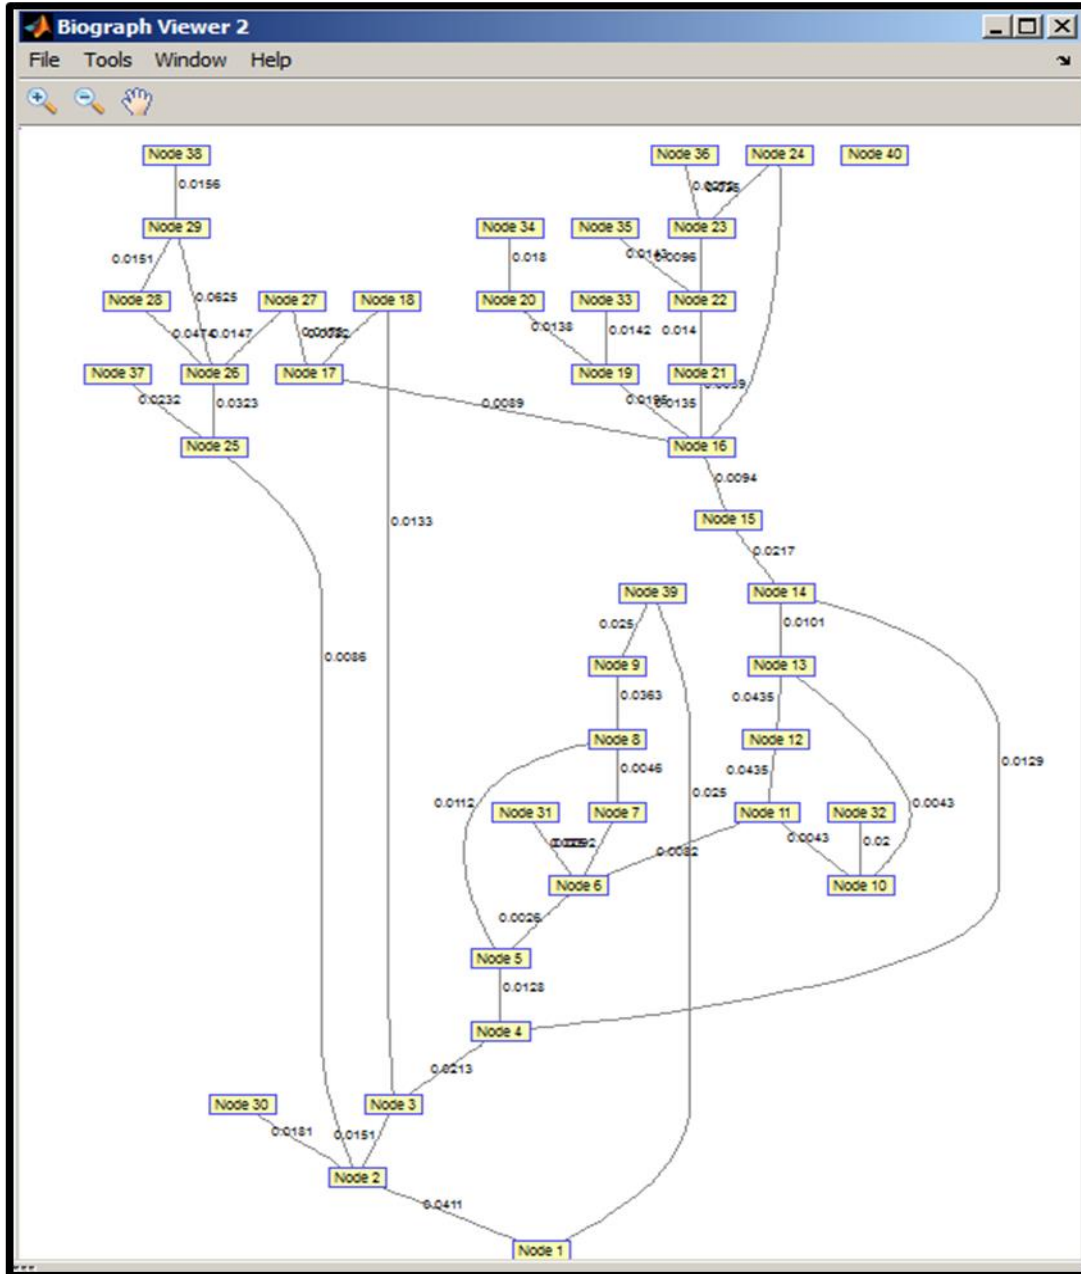 Biograph Viewer 2
File Tools Window Help
Node 38 Node 36 Node 24 Node 40
0.0156
Node 29 Node 34 Node 35 Node 23
0.0151 0.018 0.0143 0.0096
0.0625
Node 28 Node 27 Node 18 Node 20 Node 33 Node 22
0.0474 0.0147 0.0138 0.0142 0.014
Node 37 Node 26 Node 17 Node 19 Node 21
0.0232 0.0323 0.0089 0.0195 0.0135
Node 25 Node 16
0.0094
Node 15
0.0133
0.0217
Node 39 Node 14
0.025 0.0101
0.0086
Node 9 Node 13
0.0363 0.0435
Node 8 Node 12
0.0046 0.0435 0.0129
0.0112 0.025 0.0043
Node 31 Node 7 Node 11 Node 32
0.0043 0.02
0.0082
Node 6 Node 10
0.0026
Node 5
0.0128
Node 4
0.0213
Node 30 Node 3
0.0181 0.0151
Node 2
0.0411
Node 1